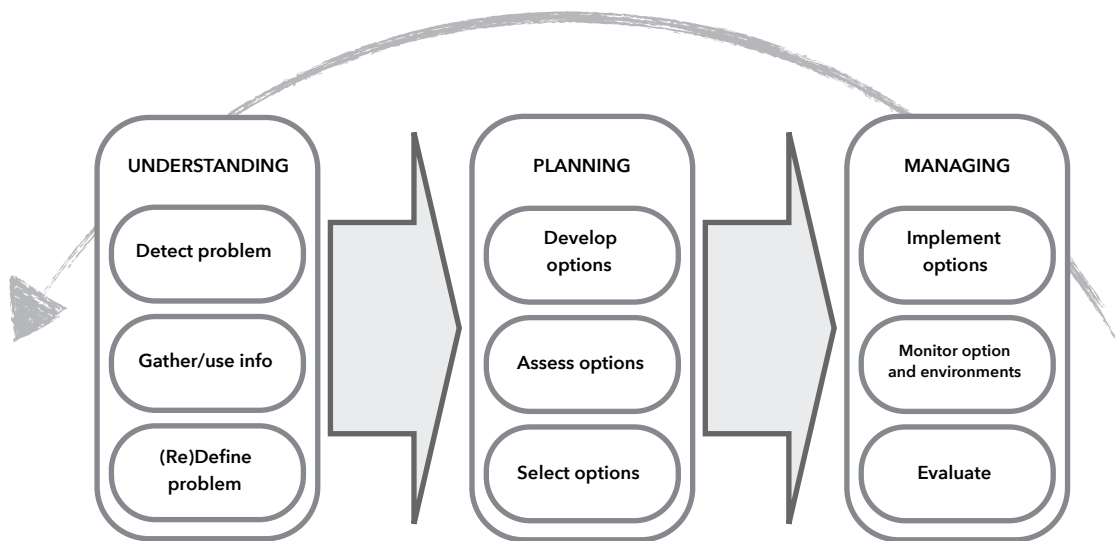 UNDERSTANDING
Detect problem
Gather/use info
(Re)Define
problem
PLANNING
Develop
options
Assess options
Select options
MANAGING
Implement
options
Monitor option
and environments
Evaluate